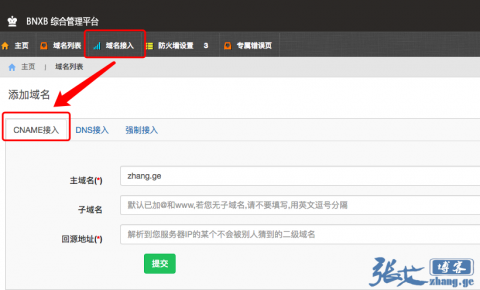 BNXB 综合管理平台
主页 域名列表 域名接入 防火墙设置 3 专属错误页
主页 | 域名列表
添加域名
CNAME接入 DNS接入 强制接入
主域名(*) zhang.ge
子域名 默认已加@和www,若您无子域名,请不要填写,用英文逗号分隔
回源地址(*) 解析到您服务器IP的某个不会被别人猜到的二级域名
提交
张戈 博客
zhang.ge